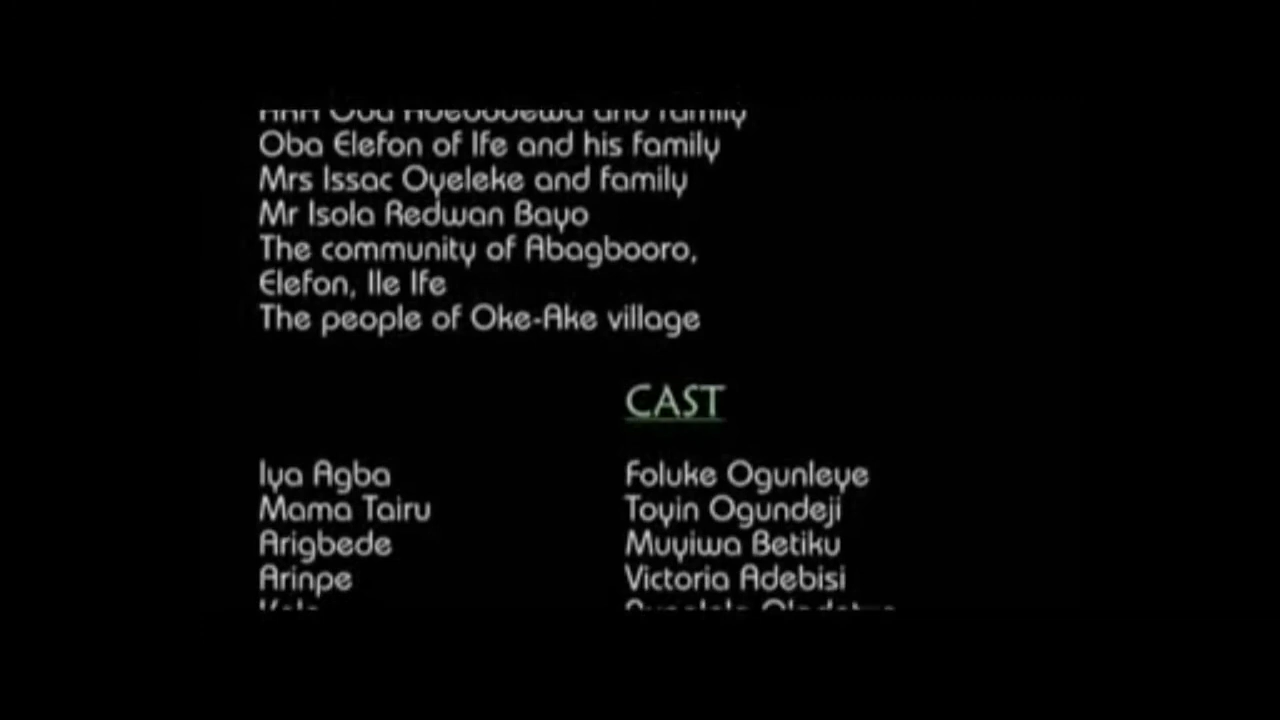 and family
Oba Elefon of Ife and his family
Mrs Issac Oyeleke and family
Mr Isola Redwan Bayo
The community of Abagbooro,
Elefon, Ile Ife
The people of Oke-Ake village
CAST
Iya Agba Foluke Ogunleye
Mama Tairu Toyin Ogundeji
Arigbede Muyiwa Betiku
Arinpe Victoria Adebisi